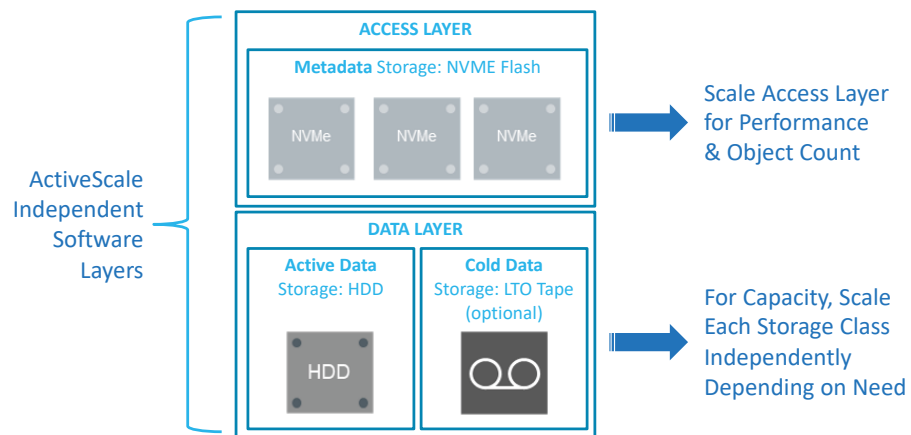 ACCESS LAYER
Metadata Storage: NVME Flash
NVMe
NVMe
NVMe
Scale Access Layer
for Performance
& Object Count
ActiveScale
Independent
Software
Layers
DATA LAYER
Active Data
Storage: HDD
HDD
Cold Data
Storage: LTO Tape
(optional)
For Capacity, Scale
Each Storage Class
Independently
Depending on Need